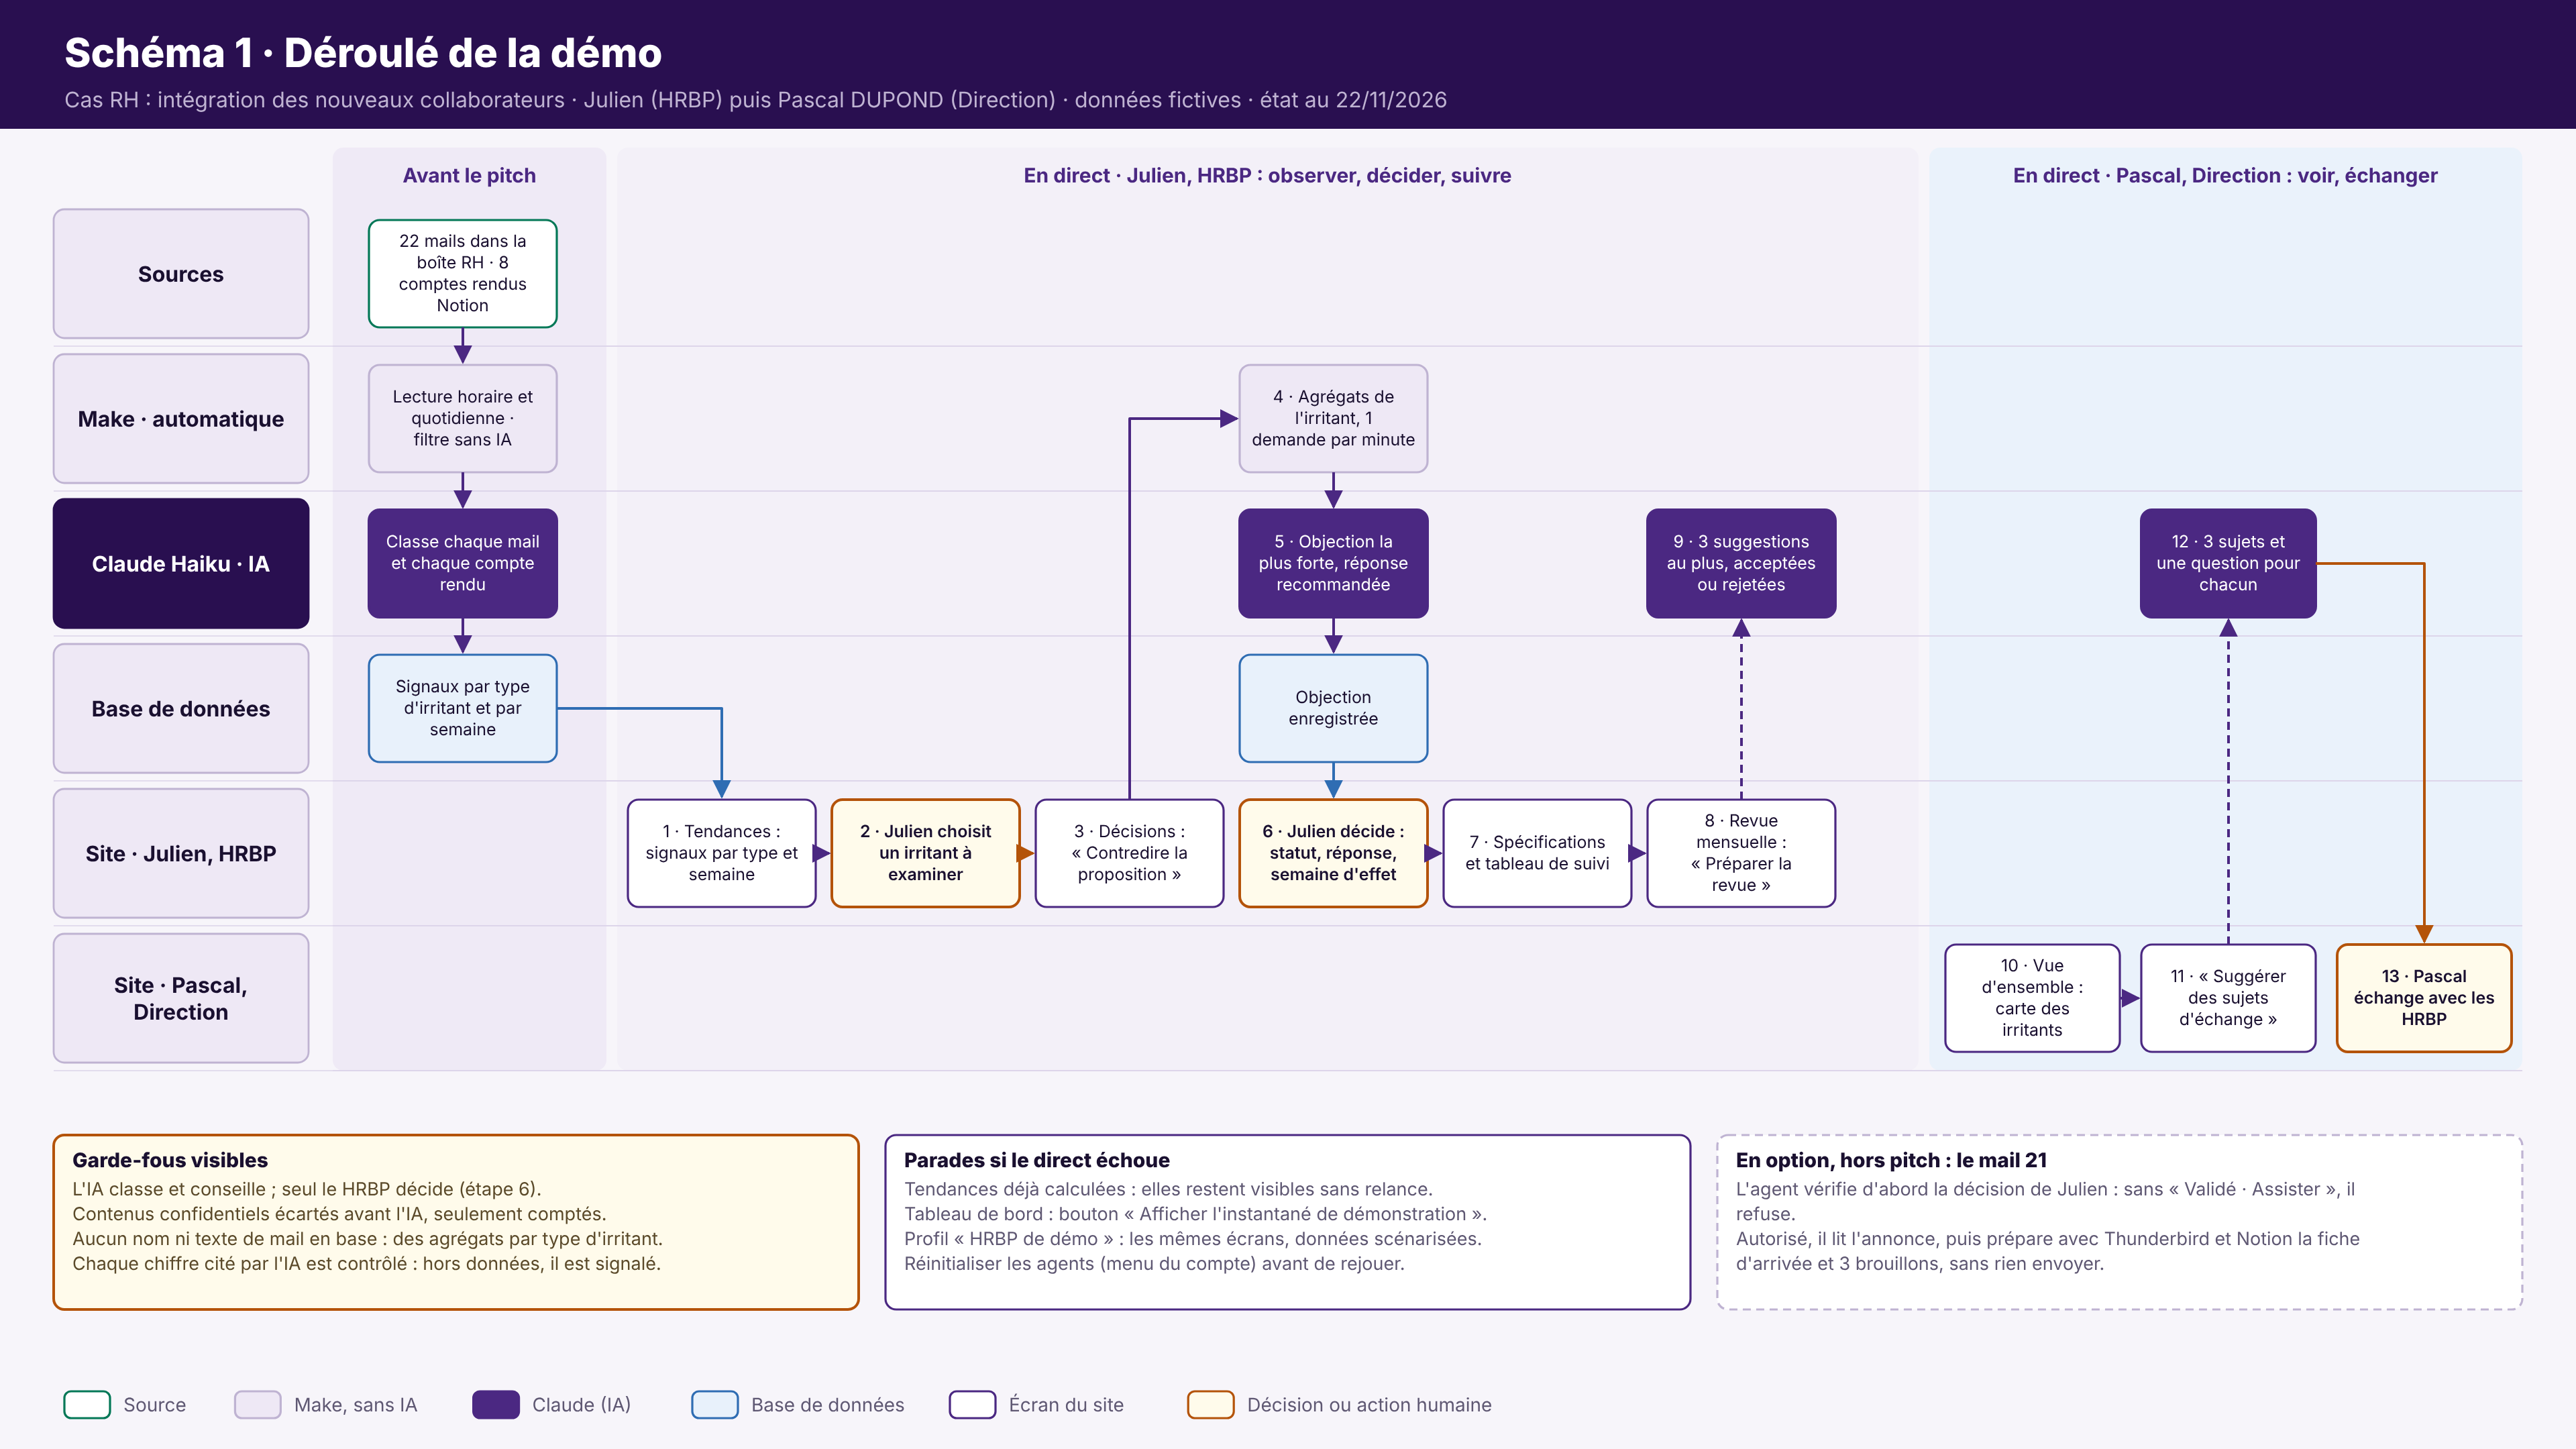 Schéma 1 · Déroulé de la démo
Cas RH : intégration des nouveaux collaborateurs · Julien (HRBP) puis Pascal DUPOND (Direction) · données fictives · état au 22/11/2026
Avant le pitch
En direct · Julien, HRBP : observer, décider, suivre
En direct · Pascal, Direction : voir, échanger
Sources
22 mails dans la
boîte RH · 8
comptes rendus
Notion
Make · automatique
Lecture horaire et
quotidienne ·
filtre sans IA
4 · Agrégats de
l'irritant, 1
demande par minute
Claude Haiku · IA
Classe chaque mail
et chaque compte
rendu
5 · Objection la
plus forte, réponse
recommandée
9 · 3 suggestions
au plus, acceptées
ou rejetées
12 · 3 sujets et
une question pour
chacun
Base de données
Signaux par type
d'irritant et par
semaine
Objection
enregistrée
Site · Julien, HRBP
1 · Tendances :
signaux par type et
semaine
2 · Julien choisit
un irritant à
examiner
3 · Décisions :
« Contredire la
proposition »
6 · Julien décide :
statut, réponse,
semaine d'effet
7 · Spécifications
et tableau de suivi
8 · Revue
mensuelle :
« Préparer la
revue »
Site · Pascal,
Direction
10 · Vue
d'ensemble :
carte des
irritants
11 · « Suggérer
des sujets
d'échange »
13 · Pascal
échange avec les
HRBP
Garde-fous visibles
L'IA classe et conseille ; seul le HRBP décide (étape 6).
Contenus confidentiels écartés avant l'IA, seulement comptés.
Aucun nom ni texte de mail en base : des agrégats par type d'irritant.
Chaque chiffre cité par l'IA est contrôlé : hors données, il est signalé.
Parades si le direct échoue
Tendances déjà calculées : elles restent visibles sans relance.
Tableau de bord : bouton « Afficher l'instantané de démonstration ».
Profil « HRBP de démo » : les mêmes écrans, données scénarisées.
Réinitialiser les agents (menu du compte) avant de rejouer.
En option, hors pitch : le mail 21
L'agent vérifie d'abord la décision de Julien : sans « Validé · Assister », il
refuse.
Autorisé, il lit l'annonce, puis prépare avec Thunderbird et Notion la fiche
d'arrivée et 3 brouillons, sans rien envoyer.
Source
Make, sans IA
Claude (IA)
Base de données
Écran du site
Décision ou action humaine